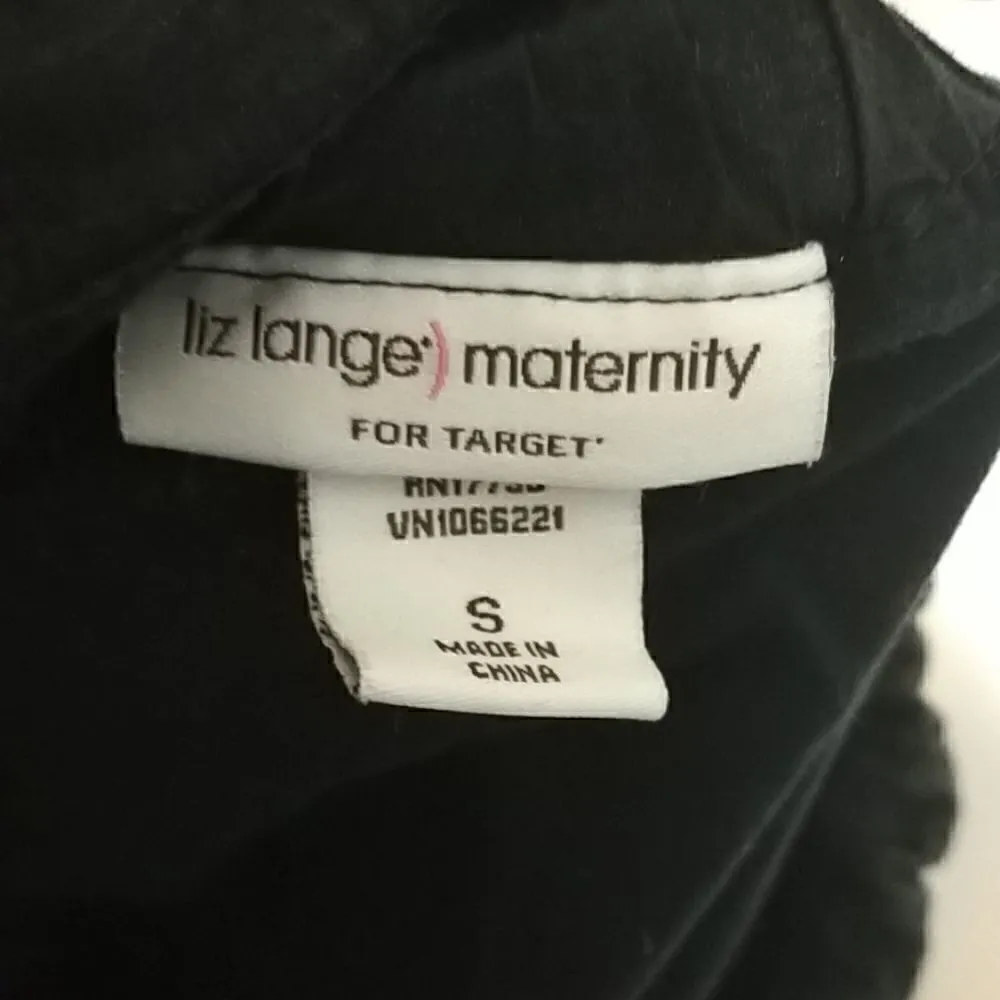 liz lange) maternity
FOR TARGET
VN1066221
S
MADE IN
CHINA